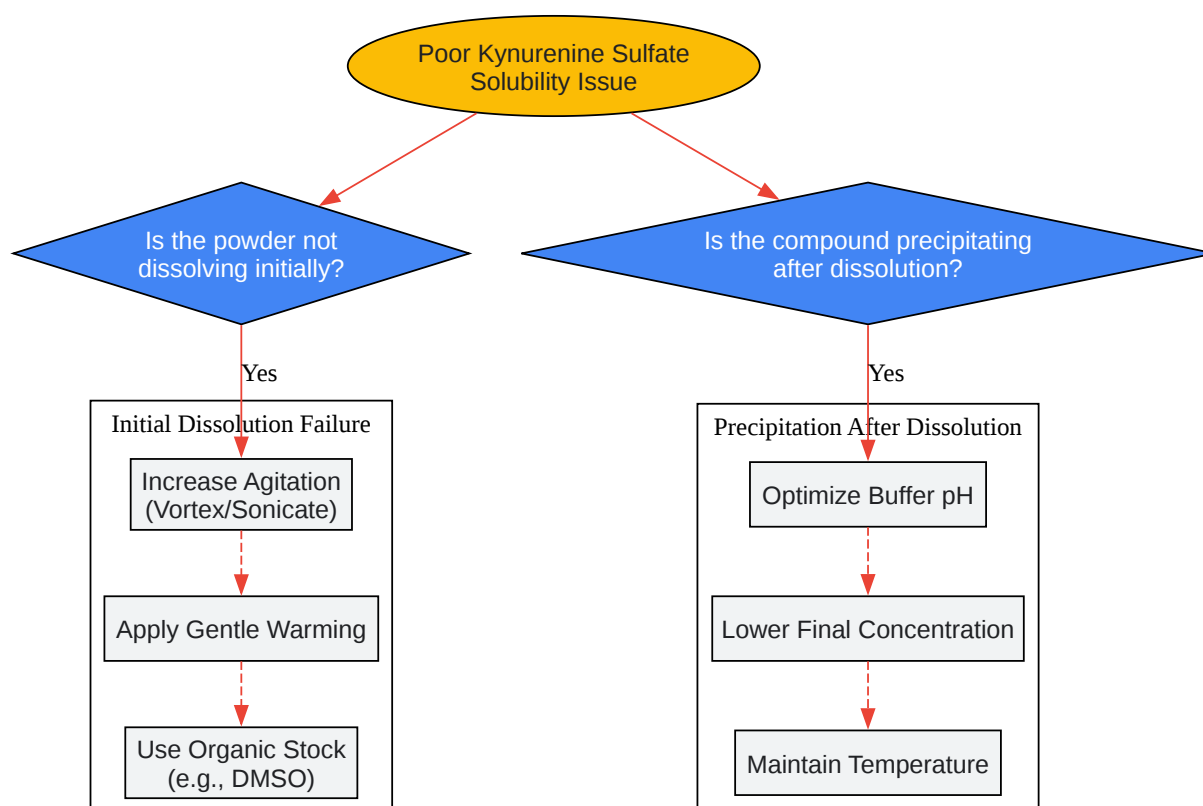 Poor Kynurenine Sulfate
Solubility Issue
Is the powder not
dissolving initially?
Is the compound precipitating
after dissolution?
Yes
Yes
Initial Dissolution Failure
Increase Agitation
(Vortex/Sonicate)
Apply Gentle Warming
Use Organic Stock
(e.g., DMSO)
Precipitation After Dissolution
Optimize Buffer pH
Lower Final Concentration
Maintain Temperature